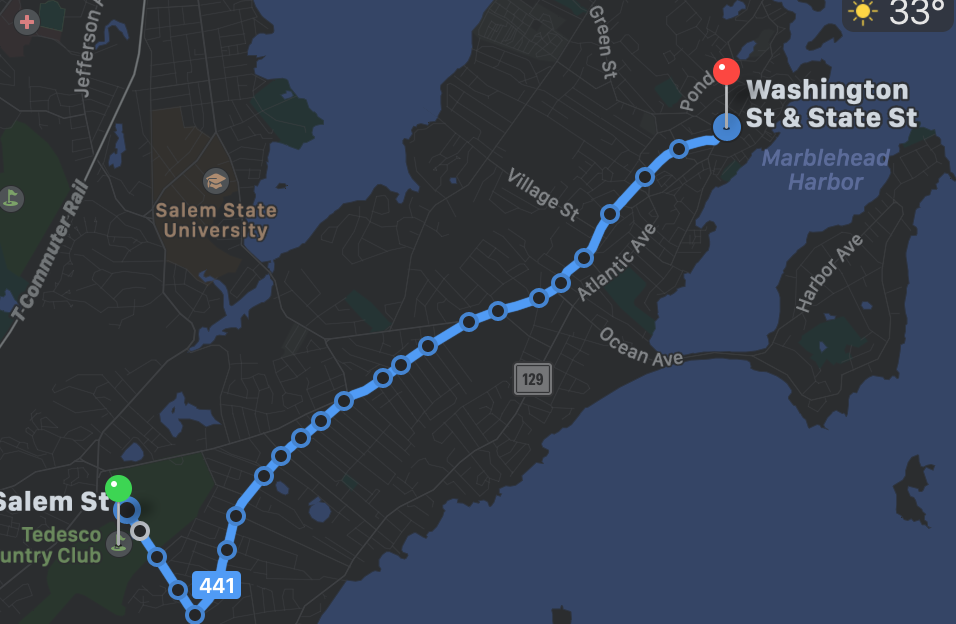 Jefferson A
Green St
33°
Pond
Washington
St & State St
Marblehead
Harbor
Village St
Salem State
University
T-Commuter Rail
Atlantic Ave
Harbor Ave
Ocean Ave
129
Salem St
Tedesco
untry Club
441